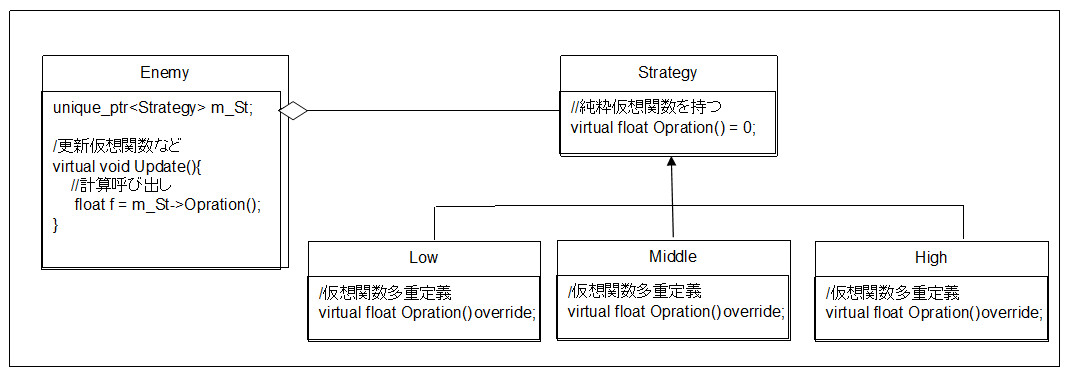 Enemy
unique_ptr<Strategy> m_St;
/更新仮想関数など
virtual void Update(){
//計算呼び出し
float f = m_St->Opration();
}
Strategy
//純粋仮想関数を持つ
virtual float Opration() = 0;
Low
/仮想関数多重定義
virtual float Opration()override;
Middle
/仮想関数多重定義
virtual float Opration()override;
High
/仮想関数多重定義
virtual float Opration()override;